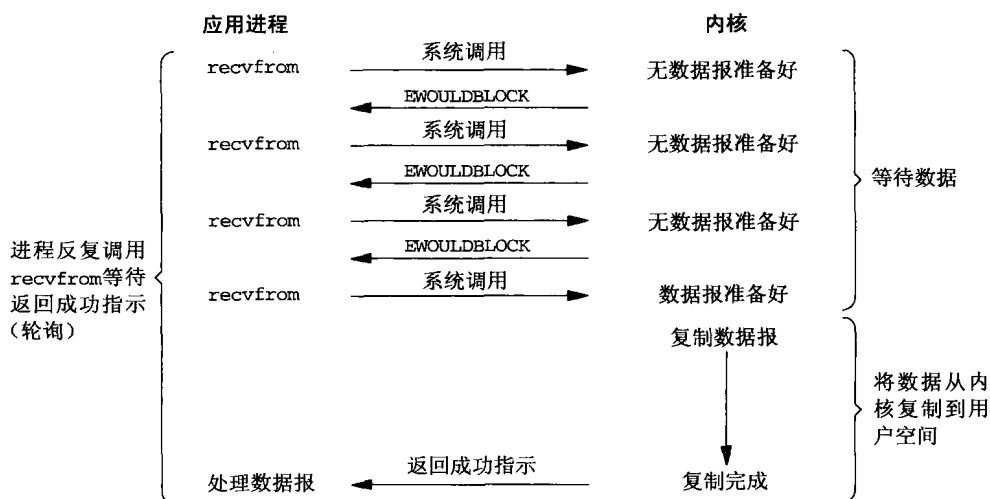 应用进程
内核
系统调用
recvfrom
无数据报准备好
EWOULDBLOCK
系统调用
recvfrom
无数据报准备好
EWOULDBLOCK
系统调用
recvfrom
无数据报准备好
EWOULDBLOCK
系统调用
recvfrom
数据报准备好
等待数据
进程反复调用
recvfrom等待
返回成功指示
(轮询)
复制数据报
将数据从内
核复制到用
户空间
返回成功指示
处理数据报
复制完成